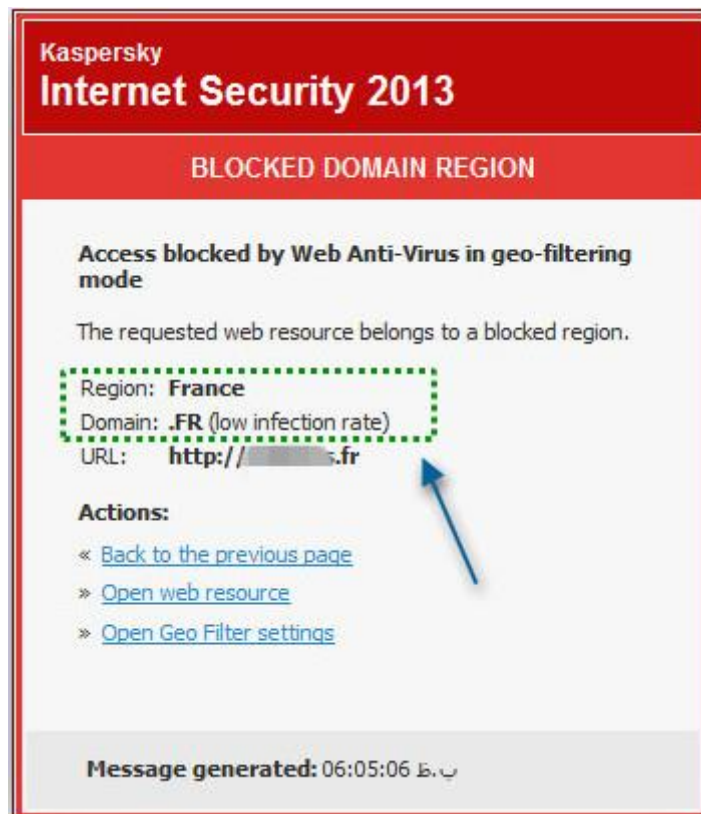 Kaspersky
Internet Security 2013
BLOCKED DOMAIN REGION
Access blocked by Web Anti-Virus in geo-filtering
mode
The requested web resource belongs to a blocked region.
Region: France
Domain: .FR (low infection rate)
URL: http:// s.fr
Actions:
« Back to the previous page
» Open web resource
» Open Geo Filter settings
Message generated: 06:05:06 ب.ظ